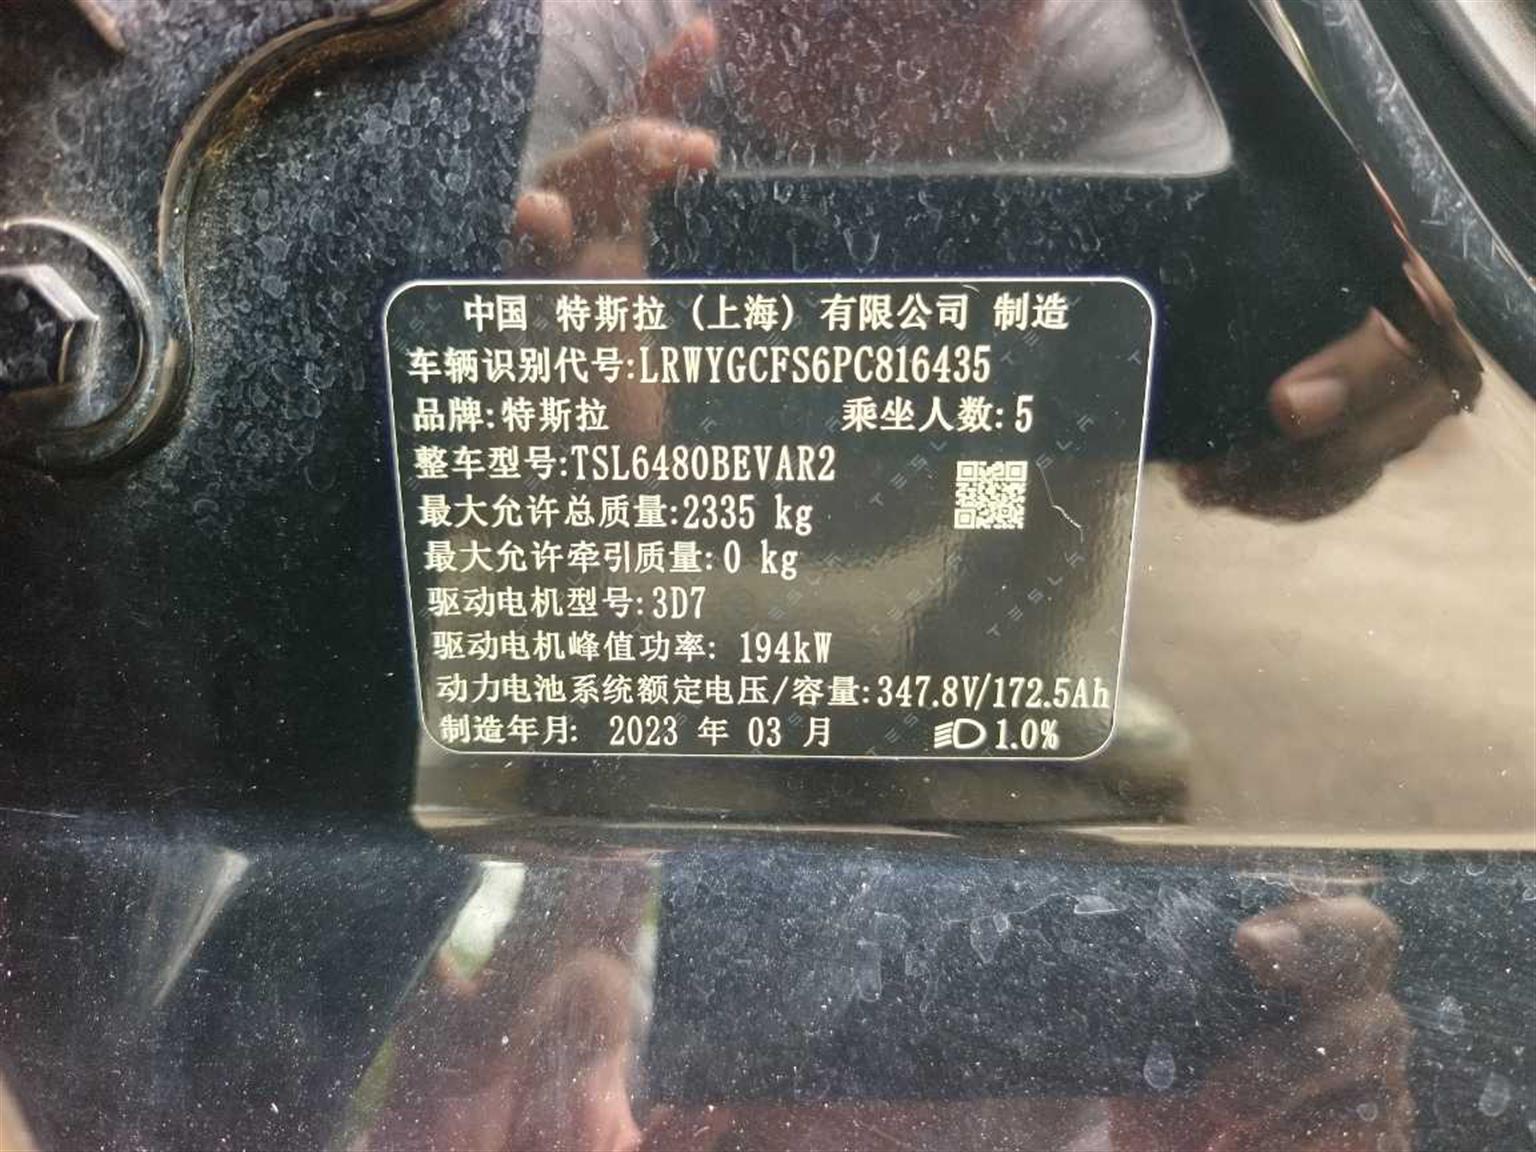 中国 特斯拉 (上海) 有限公司 制造
车辆识别代号:LRWYGCFS6PC816435
品牌:特斯拉 乘坐人数:5
整车型号:TSL6480BEVAR2
最大允许总质量:2335 kg
最大允许牵引质量:0 kg
驱动电机型号:3D7
驱动电机峰值功率: 194kW
动力电池系统额定电压/容量:347.8V/172.5Ah
制造年月: 2023 年 03 月 1.0%